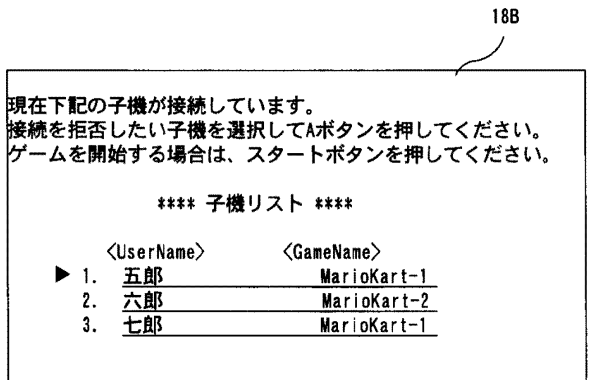 18B
現在下記の子機が接続しています。
接続を拒否したい子機を選択してAボタンを押してください。
ゲームを開始する場合は、スタートボタンを押してください。
**** 子機リスト ****
〈UserName〉 〈GameName〉
▶ 1. 五郎 MarioKart-1
2. 六郎 MarioKart-2
3. 七郎 MarioKart-1